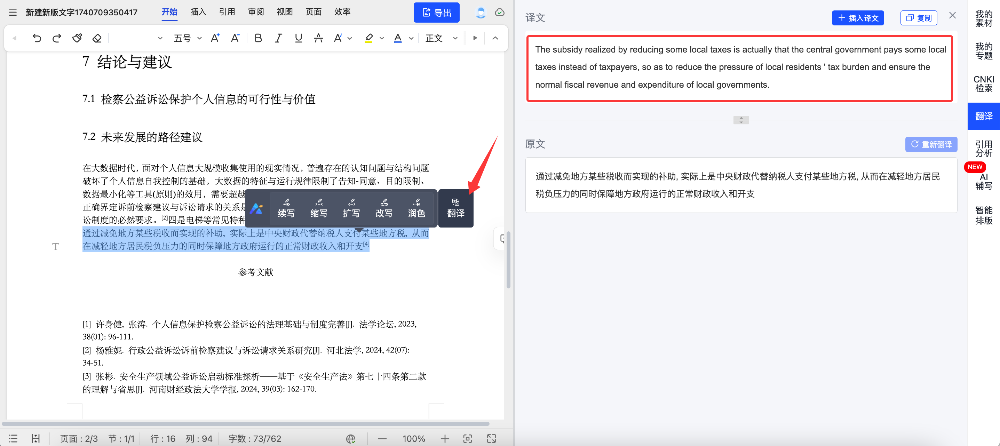 新建新版文字1740709350417
开始 插入 引用 审阅 视图 页面 效率
导出
五号 正文
7 结论与建议
7.1 检察公益诉讼保护个人信息的可行性与价值
7.2 未来发展的路径建议
在大数据时代，面对个人信息大规模收集使用的现实情况，普遍存在的认知问题与结构问题
破坏了个人信息自我控制的基础，大数据的特征与运行规律限制了告知-同意、目的限制、
数据最小化等工具(原则)的效用，需要超越
正确界定诉前检察建议与诉讼请求的关系是
讼制度的必然要求。[2]四是电梯等常见特种
续写 缩写 扩写 改写 润色 翻译
通过减免地方某些税收而实现的补助, 实际上是中央财政代替纳税人支付某些地方税, 从而
在减轻地方居民税负压力的同时保障地方政府运行的正常财政收入和开支[4]
参考文献
[1] 许身健, 张涛. 个人信息保护检察公益诉讼的法理基础与制度完善[J]. 法学论坛, 2023,
38(01): 96-111.
[2] 杨雅妮. 行政公益诉讼诉前检察建议与诉讼请求关系研究[J]. 河北法学, 2024, 42(07):
34-51.
[3] 张彬. 安全生产领域公益诉讼启动标准探析——基于《安全生产法》第七十四条第二款
的理解与省思[J]. 河南财经政法大学学报, 2024, 39(03): 162-170.
页面 : 2/3 节 : 1/1 行 : 16 列 : 94 字数 : 73/762 100%
译文
插入译文 复制
The subsidy realized by reducing some local taxes is actually that the central government pays some local
taxes instead of taxpayers, so as to reduce the pressure of local residents ' tax burden and ensure the
normal fiscal revenue and expenditure of local governments.
原文
重新翻译
通过减免地方某些税收而实现的补助, 实际上是中央财政代替纳税人支付某些地方税, 从而在减轻地方居民
税负压力的同时保障地方政府运行的正常财政收入和开支
我的
素材
我的
专题
CNKI
检索
翻译
引用
分析
NEW
AI
辅写
智能
排版